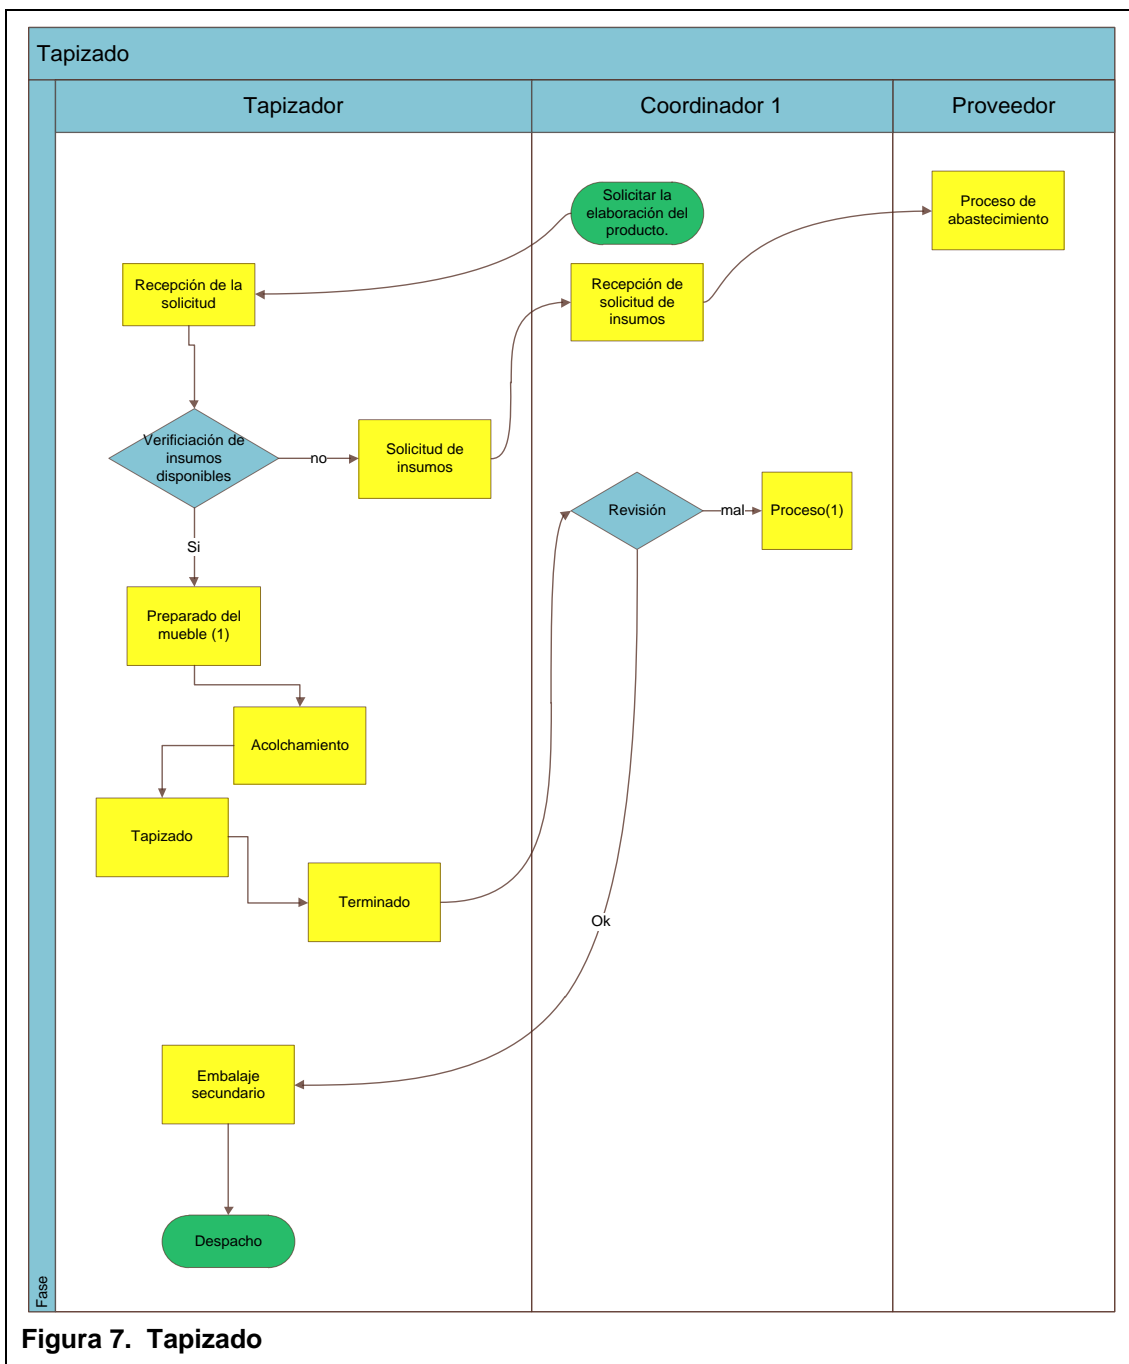 Tapizado
Tapizador
Coordinador 1
Proveedor
Solicitar la
elaboración del
producto.
Proceso de
abastecimiento
Recepción de la
solicitud
Recepción de
solicitud de
insumos
Verificiación de
insumos
disponibles
no
Solicitud de
insumos
Revisión
mal
Proceso(1)
Si
Preparado del
mueble (1)
Acolchamiento
Tapizado
Terminado
Ok
Embalaje
secundario
Despacho
Fase
Figura 7. Tapizado